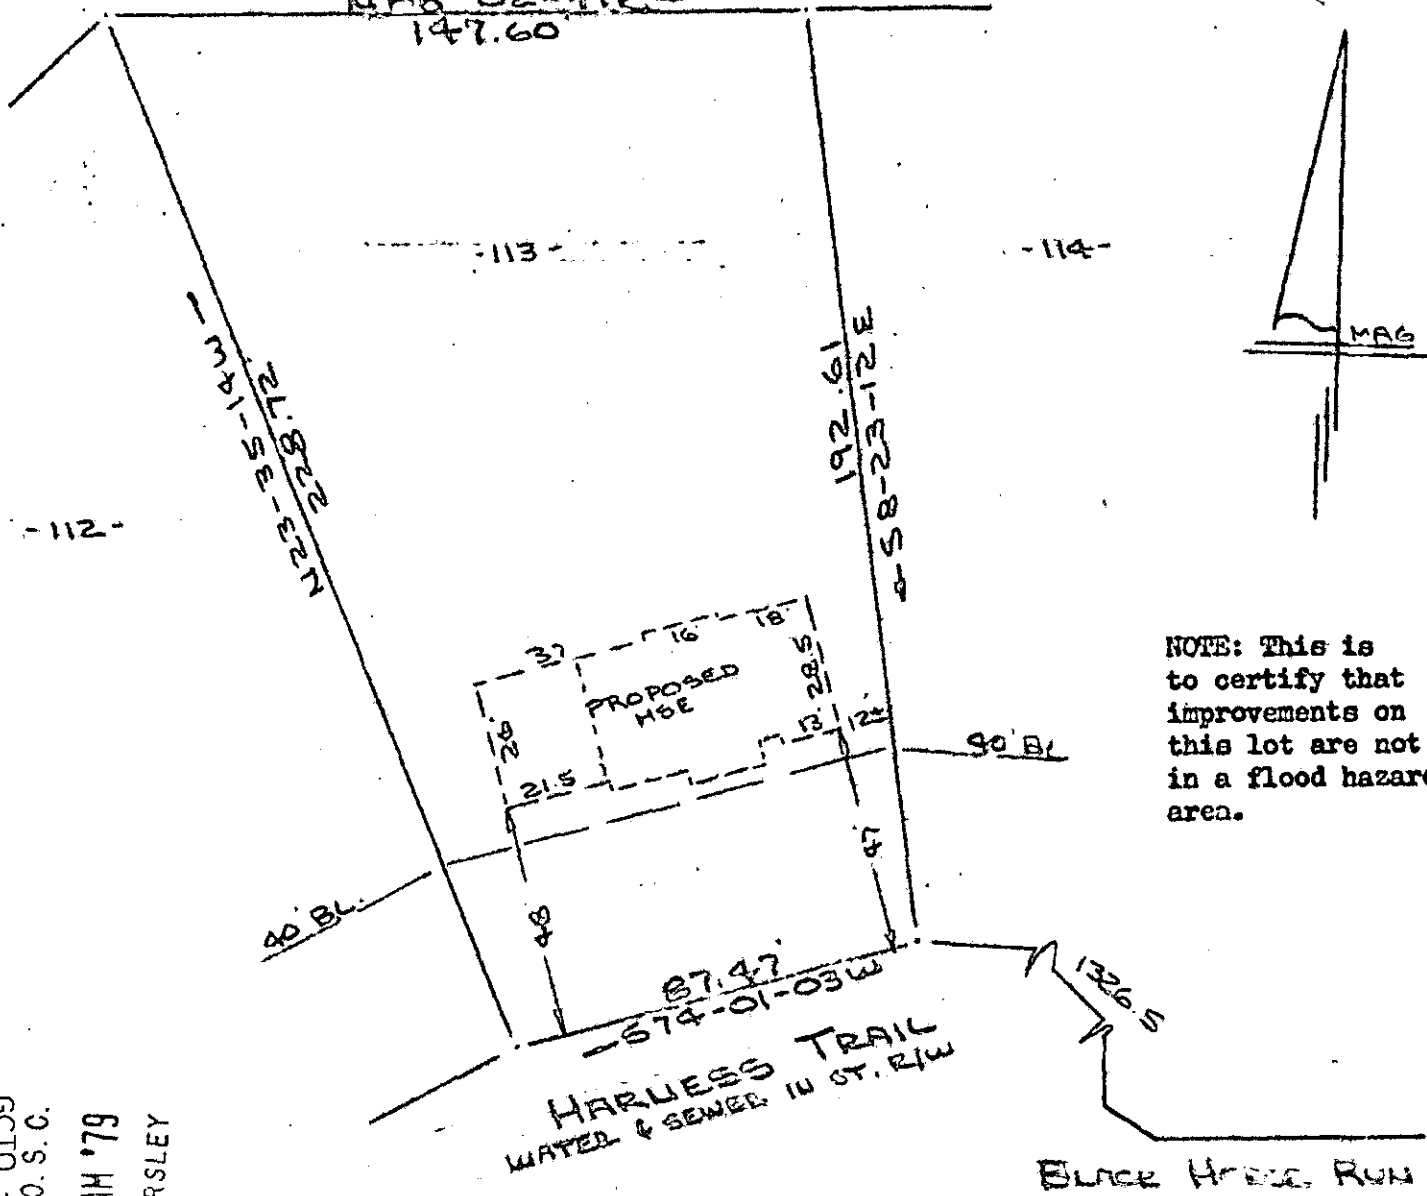 147.60'
-113-
-114-
MAG
N23-35-14W
228.72
192.61
S8-23-12E
-112-
37
16'
18'
PROPOSED
HSE
28.5
26'
21.5
13'
12'±
NOTE: This is
to certify that
improvements on
this lot are not
in a flood hazard
area.
40' BL
40' BL.
48
47
87.47'
S74-01-03W
1326.5
HARNESS TRAIL
WATER & SEWER IN ST. R/W
O.S.C.
'79
RSLEY
BLACK HORSE RUN